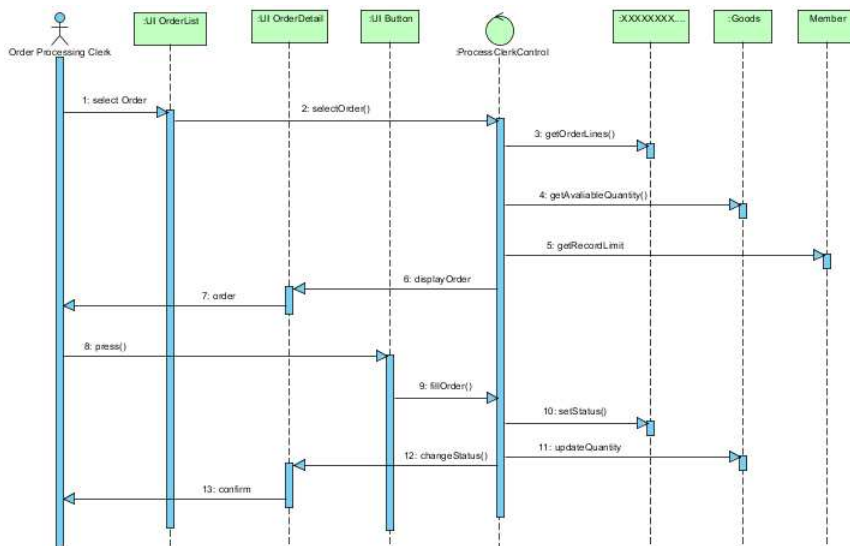 :UI OrderList
:UI OrderDetail
:UI Button
:XXXXXXXX....
:Goods
Member
Order Processing Clerk
:ProcessClerkControl
1: select Order
2: selectOrder()
3: getOrderLines()
4: getAvaliableQuantity()
5: getRecordLimit
6: displayOrder
7: order
8: press()
9: fillOrder()
10: setStatus()
11: updateQuantity
12: changeStatus()
13: confirm